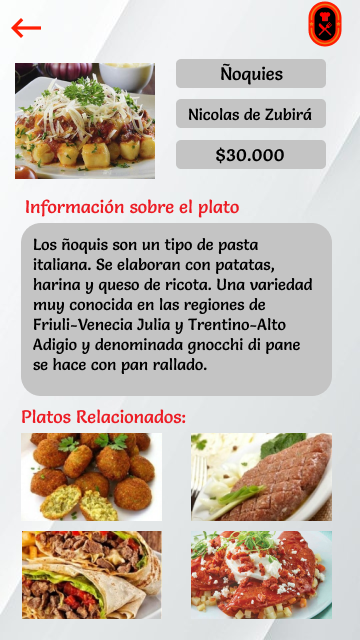 Ñoquies
Nicolas de Zubirá
$30.000
Información sobre el plato
Los ñoquis son un tipo de pasta
italiana. Se elaboran con patatas,
harina y queso de ricota. Una variedad
muy conocida en las regiones de
Friuli-Venecia Julia y Trentino-Alto
Adigio y denominada gnocchi di pane
se hace con pan rallado.
Platos Relacionados: